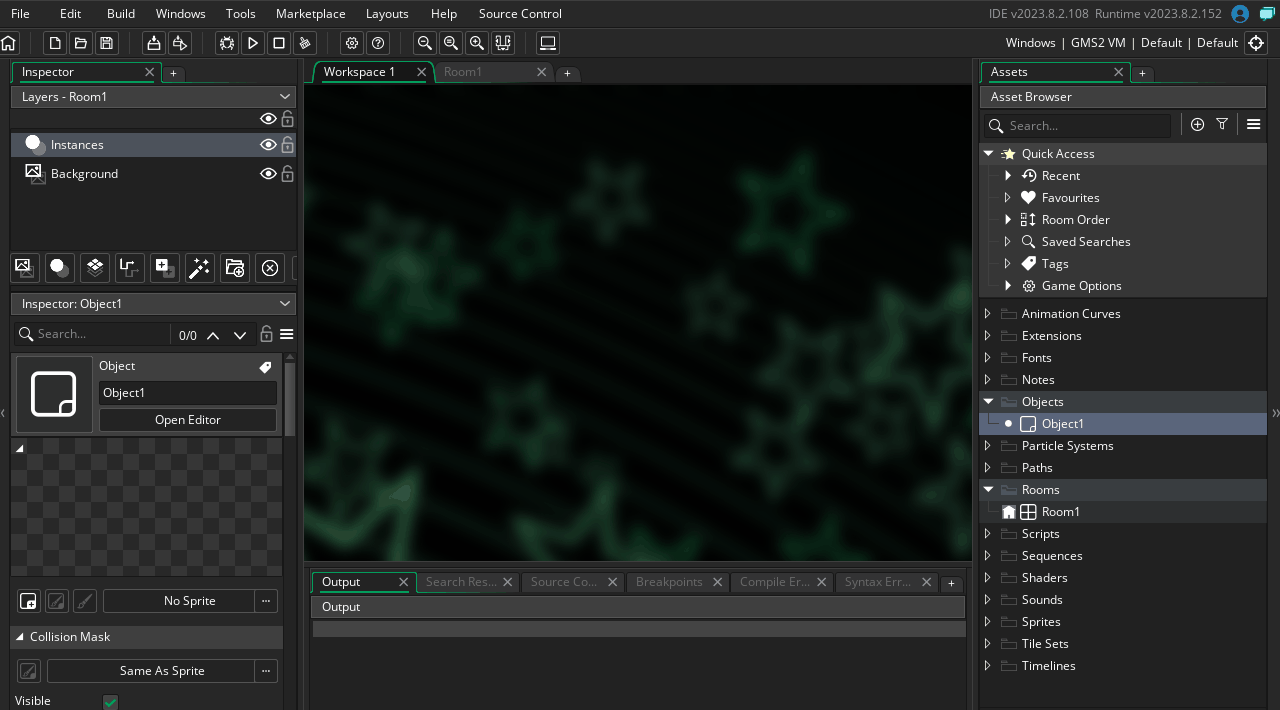 File Edit Build Windows Tools Marketplace Layouts Help Source Control IDE v2023.8.2.108 Runtime v2023.8.2.152
Windows | GMS2 VM | Default | Default
Inspector
Layers - Room1
Instances
Background
Inspector: Object1
Search... 0/0
Object
Object1
Open Editor
No Sprite ...
Collision Mask
Same As Sprite ...
Visible
Workspace 1 Room1 +
Output Search Res... Source Co... Breakpoints Compile Er... Syntax Err... +
Output
Assets +
Asset Browser
Search...
Quick Access
Recent
Favourites
Room Order
Saved Searches
Tags
Game Options
Animation Curves
Extensions
Fonts
Notes
Objects
Object1
Particle Systems
Paths
Rooms
Room1
Scripts
Sequences
Shaders
Sounds
Sprites
Tile Sets
Timelines